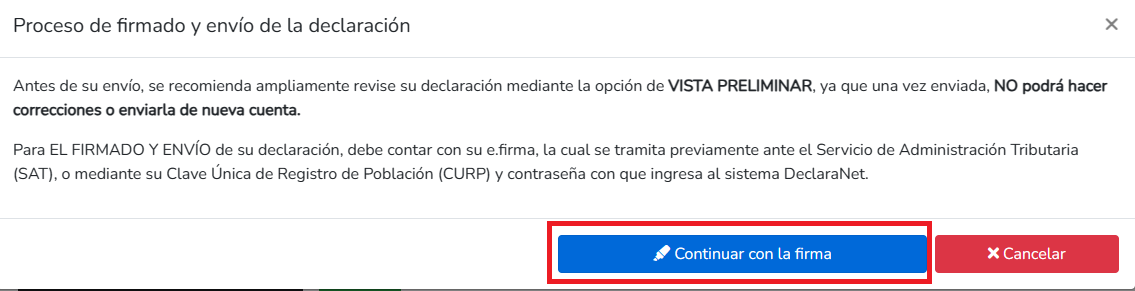 Proceso de firmado y envío de la declaración
Antes de su envío, se recomienda ampliamente revise su declaración mediante la opción de VISTA PRELIMINAR, ya que una vez enviada, NO podrá hacer
correcciones o enviarla de nueva cuenta.
Para EL FIRMADO Y ENVÍO de su declaración, debe contar con su e.firma, la cual se tramita previamente ante el Servicio de Administración Tributaria
(SAT), o mediante su Clave Única de Registro de Población (CURP) y contraseña con que ingresa al sistema DeclaraNet.
Continuar con la firma
Cancelar